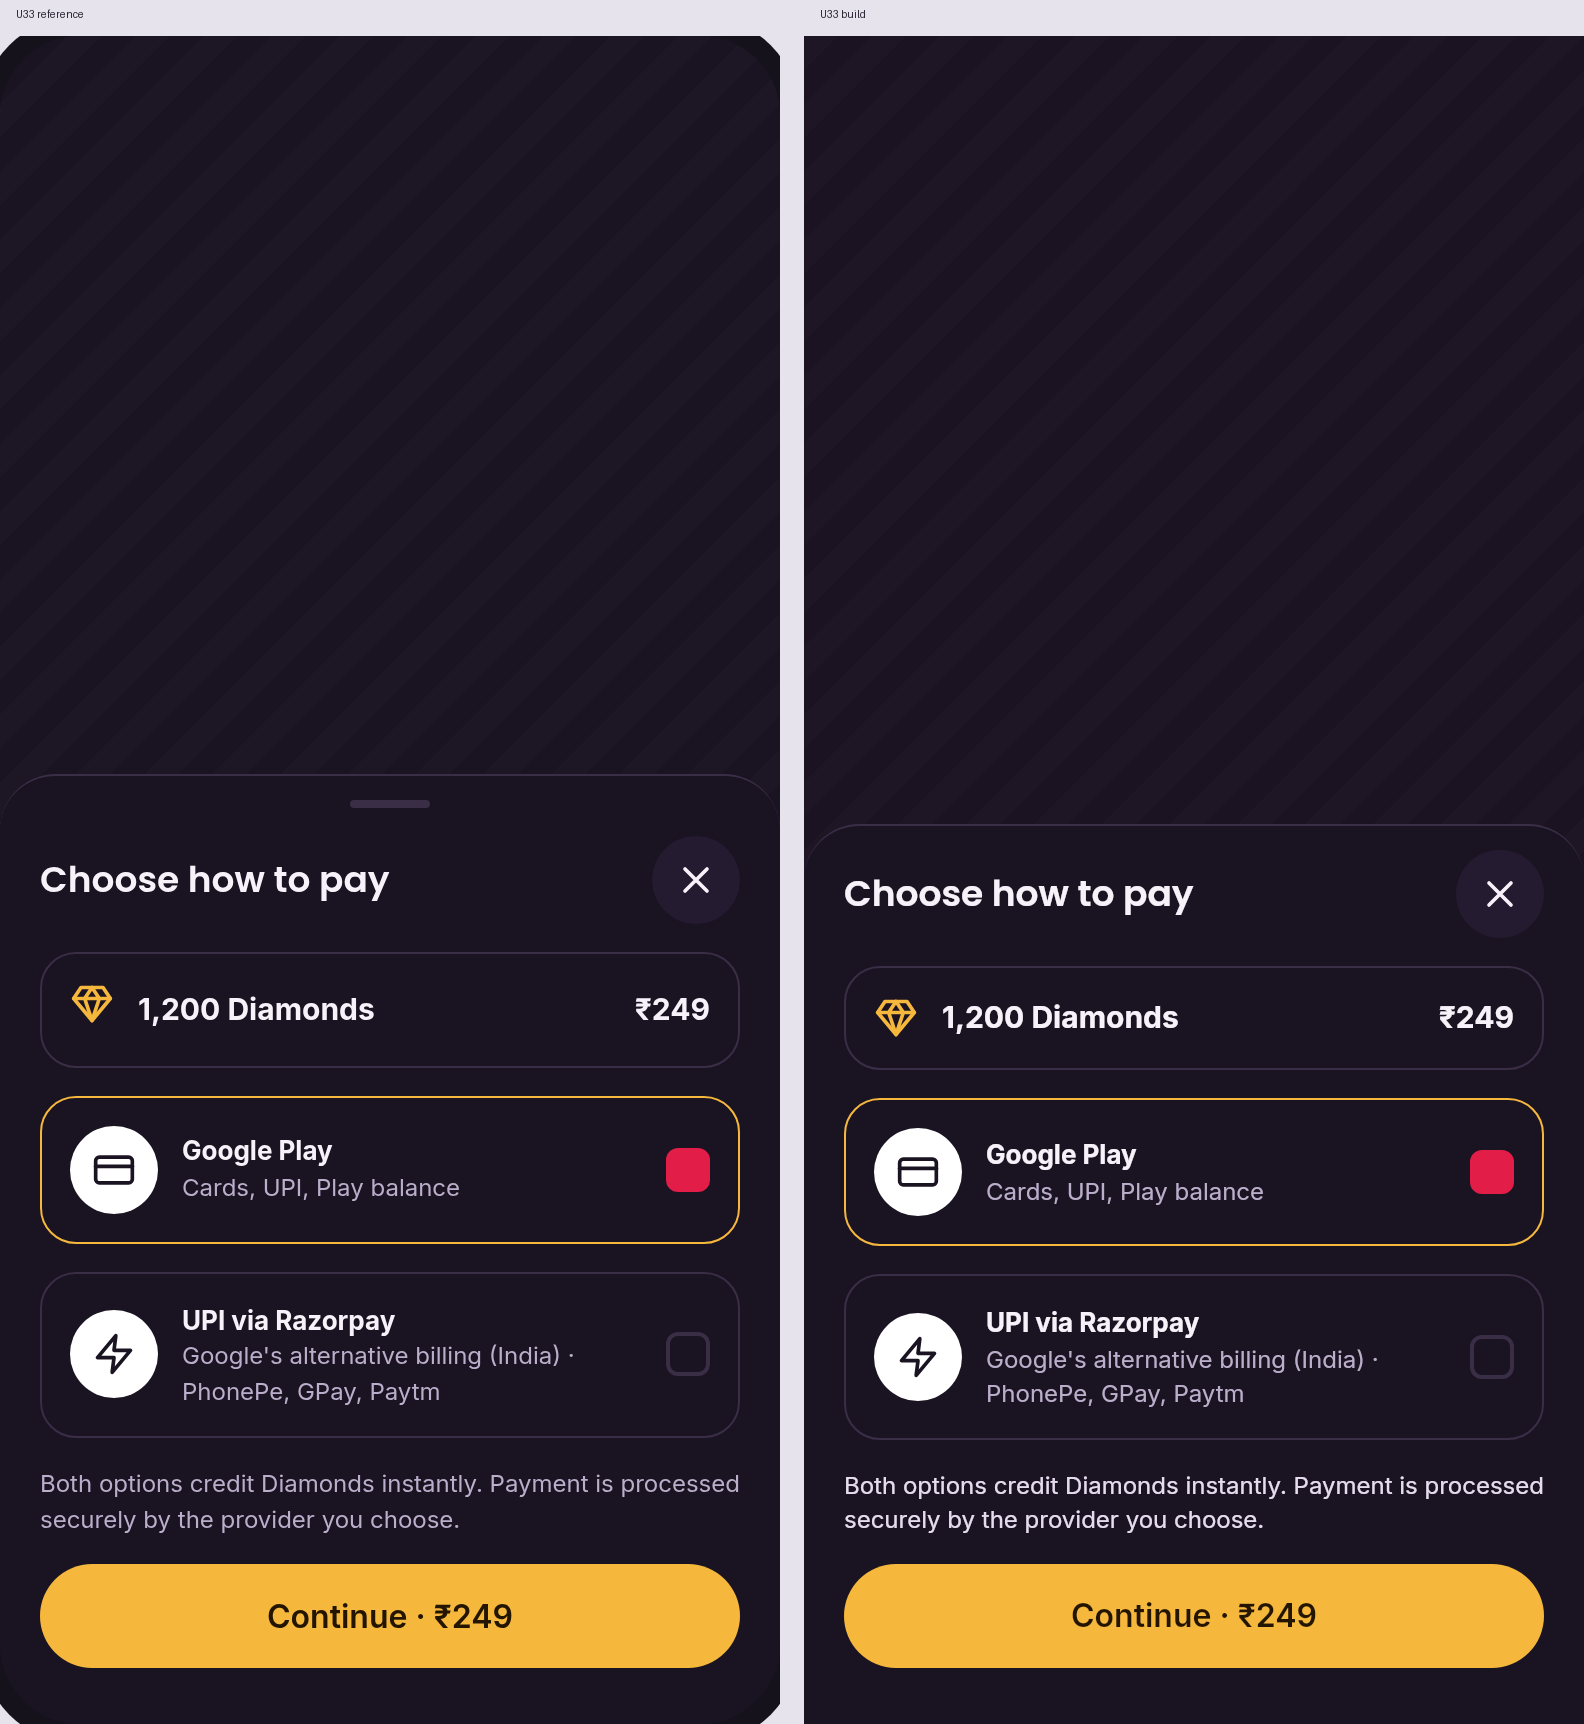 U33 reference
Choose how to pay
1,200 Diamonds ₹249
Google Play
Cards, UPI, Play balance
UPI via Razorpay
Google's alternative billing (India) ·
PhonePe, GPay, Paytm
Both options credit Diamonds instantly. Payment is processed
securely by the provider you choose.
Continue · ₹249
U33 build
Choose how to pay
1,200 Diamonds ₹249
Google Play
Cards, UPI, Play balance
UPI via Razorpay
Google's alternative billing (India) ·
PhonePe, GPay, Paytm
Both options credit Diamonds instantly. Payment is processed
securely by the provider you choose.
Continue · ₹249